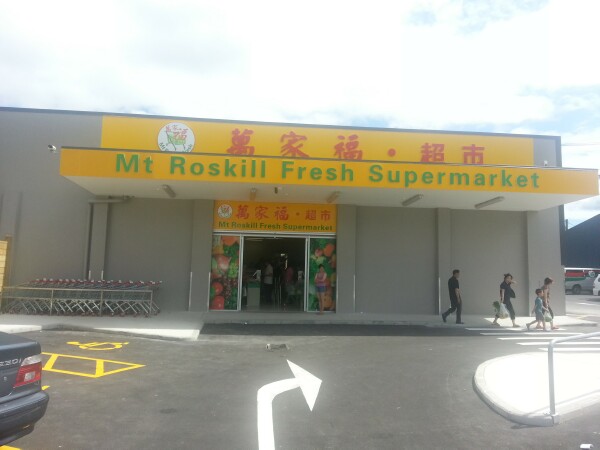 萬家福·超市
Mt Roskill Fresh Supermarket
萬家福·超市
Mt Roskill Fresh Supermarket